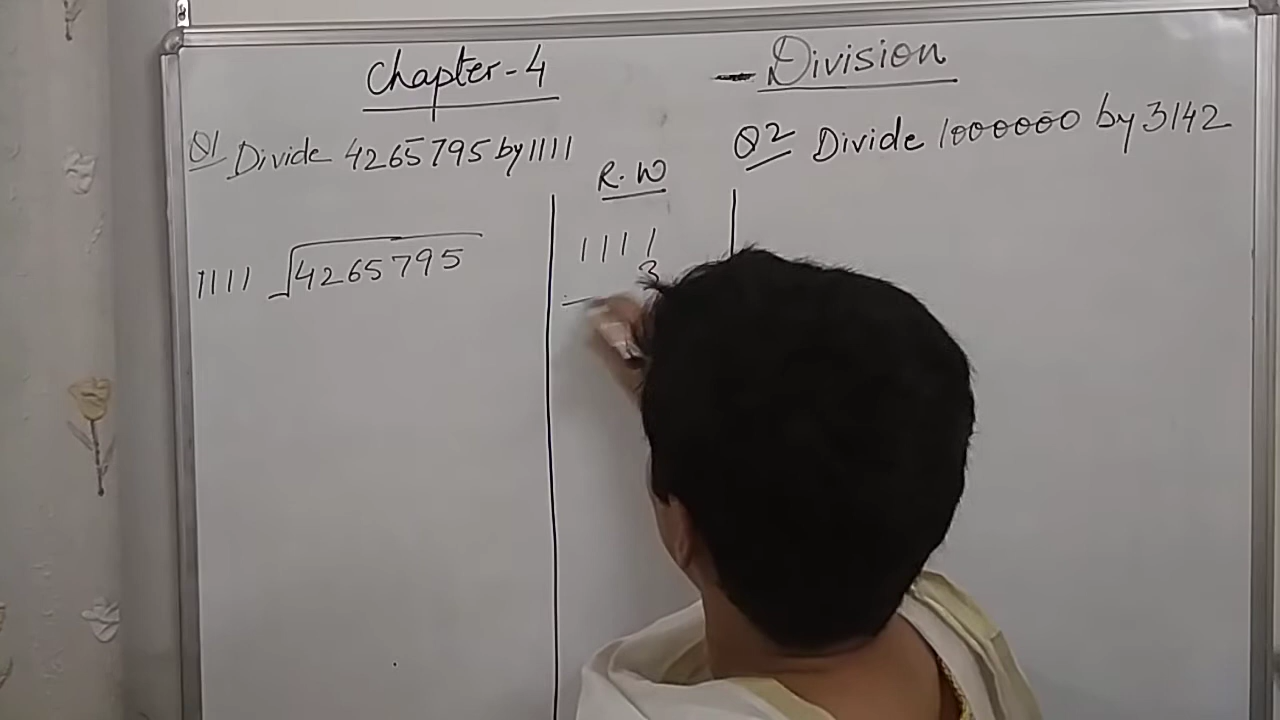 Chapter-4 - Division
Q1 Divide 4265795 by 1111
Q2 Divide 1000000 by 3142
R.W
1111 √4265795
1111
3